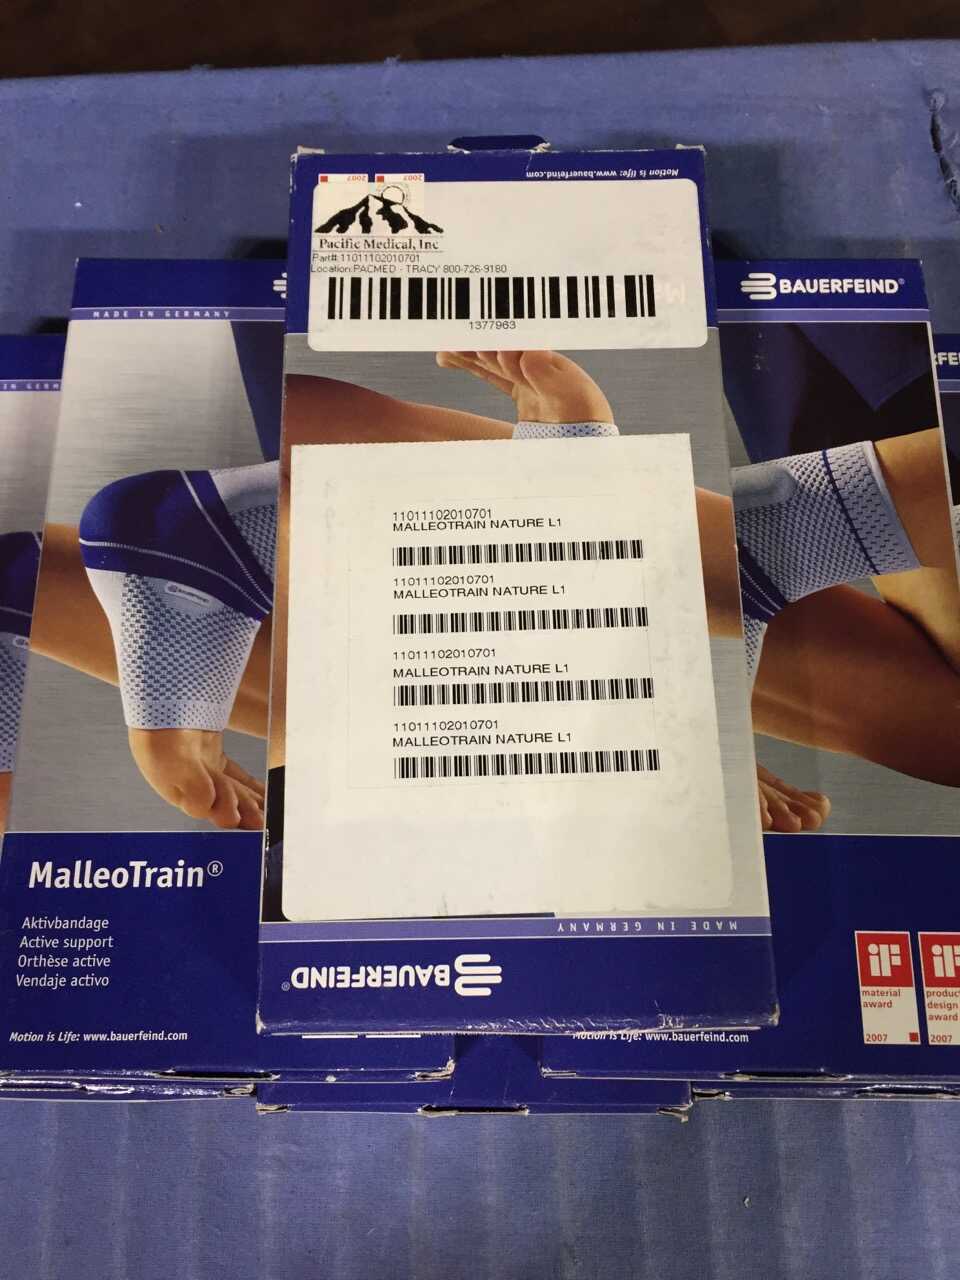 Motion is life: www.bauerfeind.com
2007
2007
Pacific Medical, Inc
Part#:11011102010701
Location:PACMED - TRACY 800-726-9180
1377963
11011102010701
MALLEOTRAIN NATURE L1
11011102010701
MALLEOTRAIN NATURE L1
11011102010701
MALLEOTRAIN NATURE L1
11011102010701
MALLEOTRAIN NATURE L1
MADE IN GERMANY
BAUERFEIND®
MADE IN GERMANY
BAUERFEIND
MalleoTrain®
Aktivbandage
Active support
Orthèse active
Vendaje activo
Motion is Life: www.bauerfeind.com
BAUERFEIND®
iF
material
award
2007
iF
product
design
award
2007
Motion is Life: www.bauerfeind.com